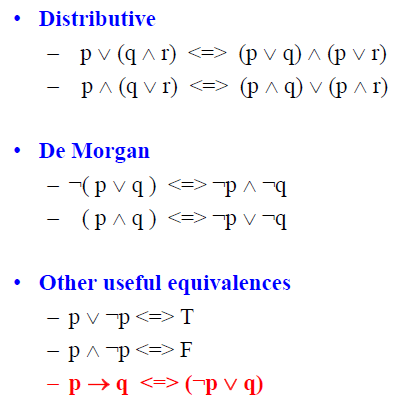 • Distributive
– p ∨ (q ∧ r) <=> (p ∨ q) ∧ (p ∨ r)
– p ∧ (q ∨ r) <=> (p ∧ q) ∨ (p ∧ r)
• De Morgan
– ¬( p ∨ q ) <=> ¬p ∧ ¬q
– ( p ∧ q ) <=> ¬p ∨ ¬q
• Other useful equivalences
– p ∨ ¬p <=> T
– p ∧ ¬p <=> F
– p → q <=> (¬p ∨ q)